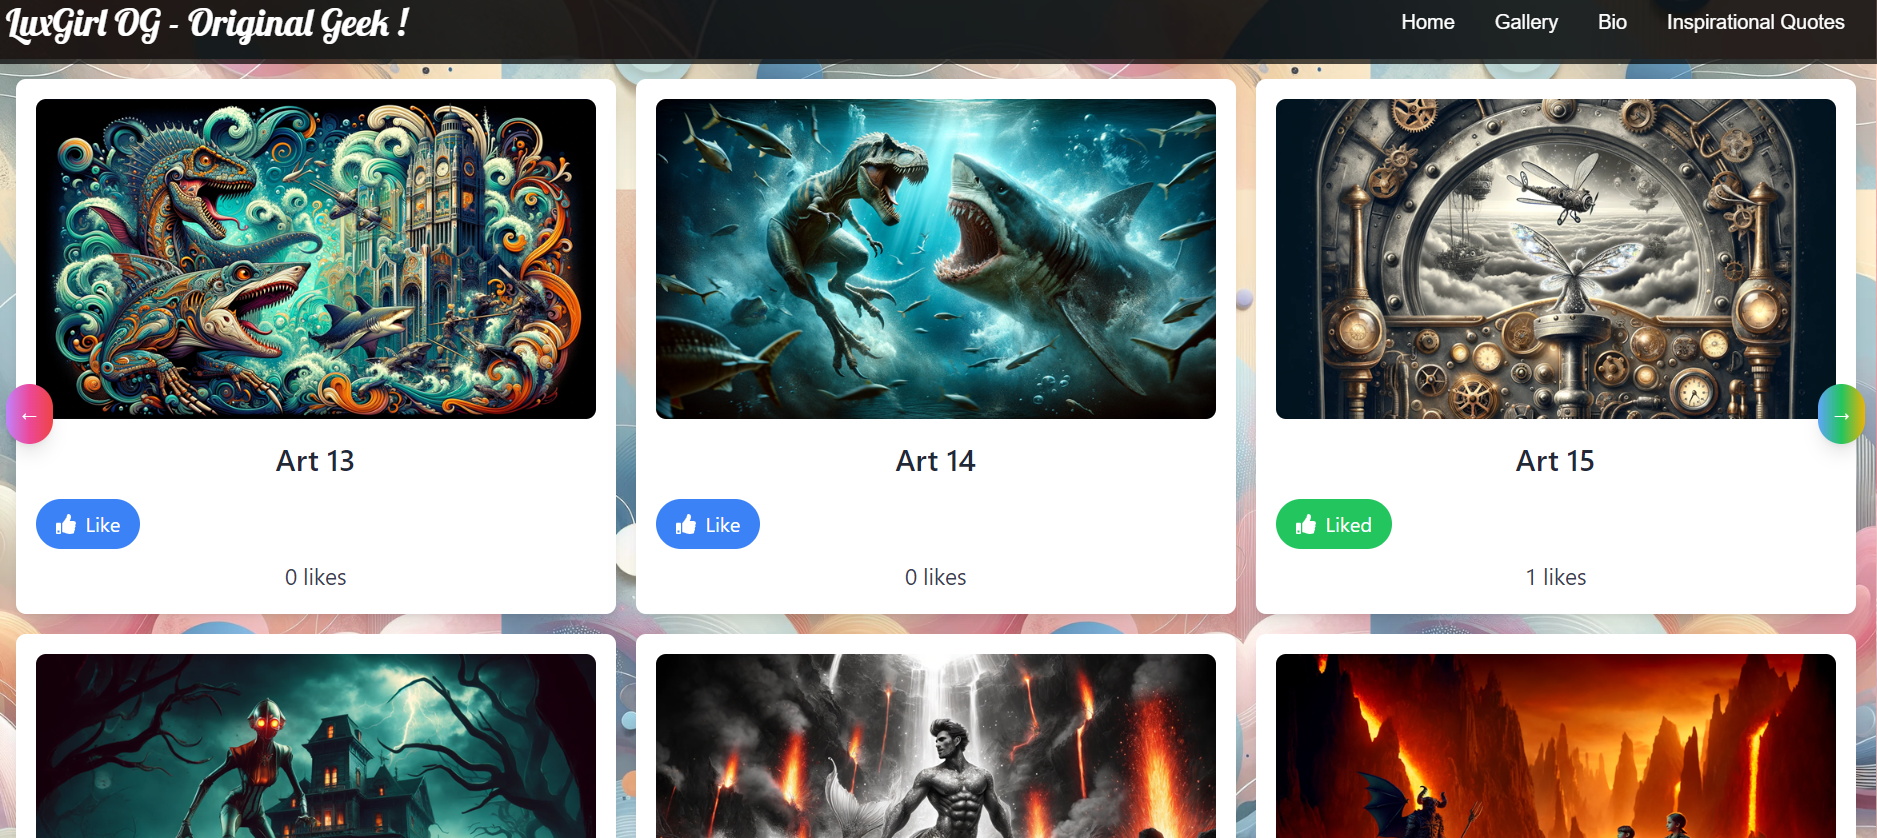 LuxGirl OG - Original Geek !
Home Gallery Bio Inspirational Quotes
←
→
Art 13
Art 14
Art 15
Like
Like
Liked
0 likes
0 likes
1 likes